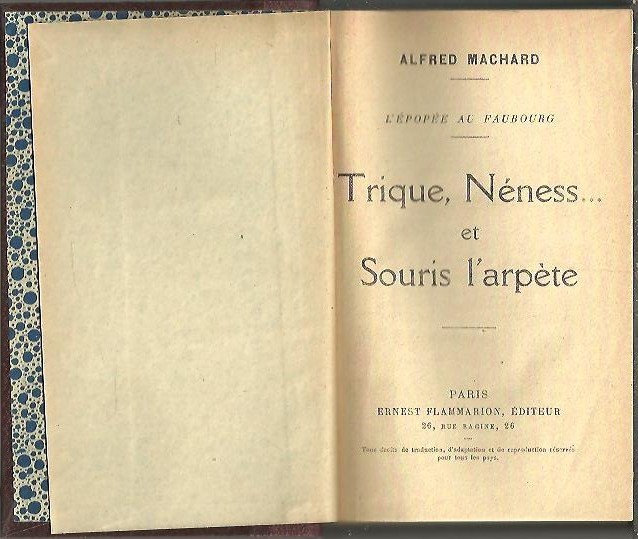 ALFRED MACHARD
L'ÉPOPÉE AU FAUBOURG
Trique, Néness...
et
Souris l'arpète
PARIS
ERNEST FLAMMARION, ÉDITEUR
26, RUE RACINE, 26
Tous droits de traduction, d'adaptation et de reproduction réservés
pour tous les pays.